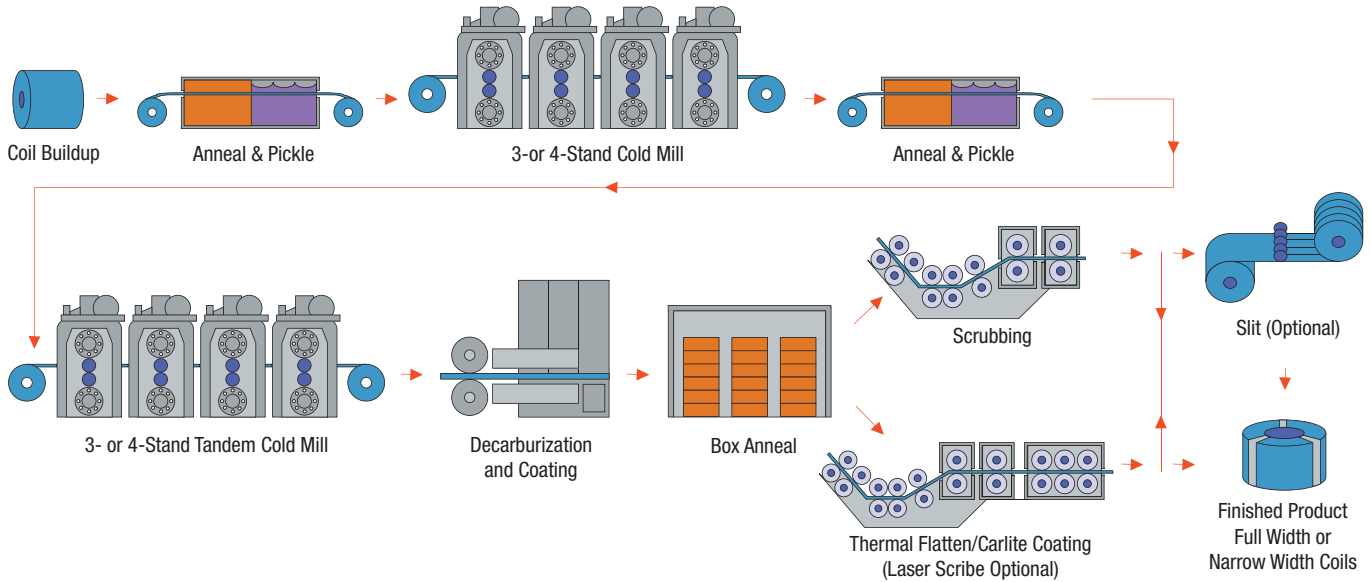 Coil Buildup
Anneal & Pickle
3-or 4-Stand Cold Mill
Anneal & Pickle
Scrubbing
Slit (Optional)
3- or 4-Stand Tandem Cold Mill
Decarburization
and Coating
Box Anneal
Thermal Flatten/Carlite Coating
(Laser Scribe Optional)
Finished Product
Full Width or
Narrow Width Coils